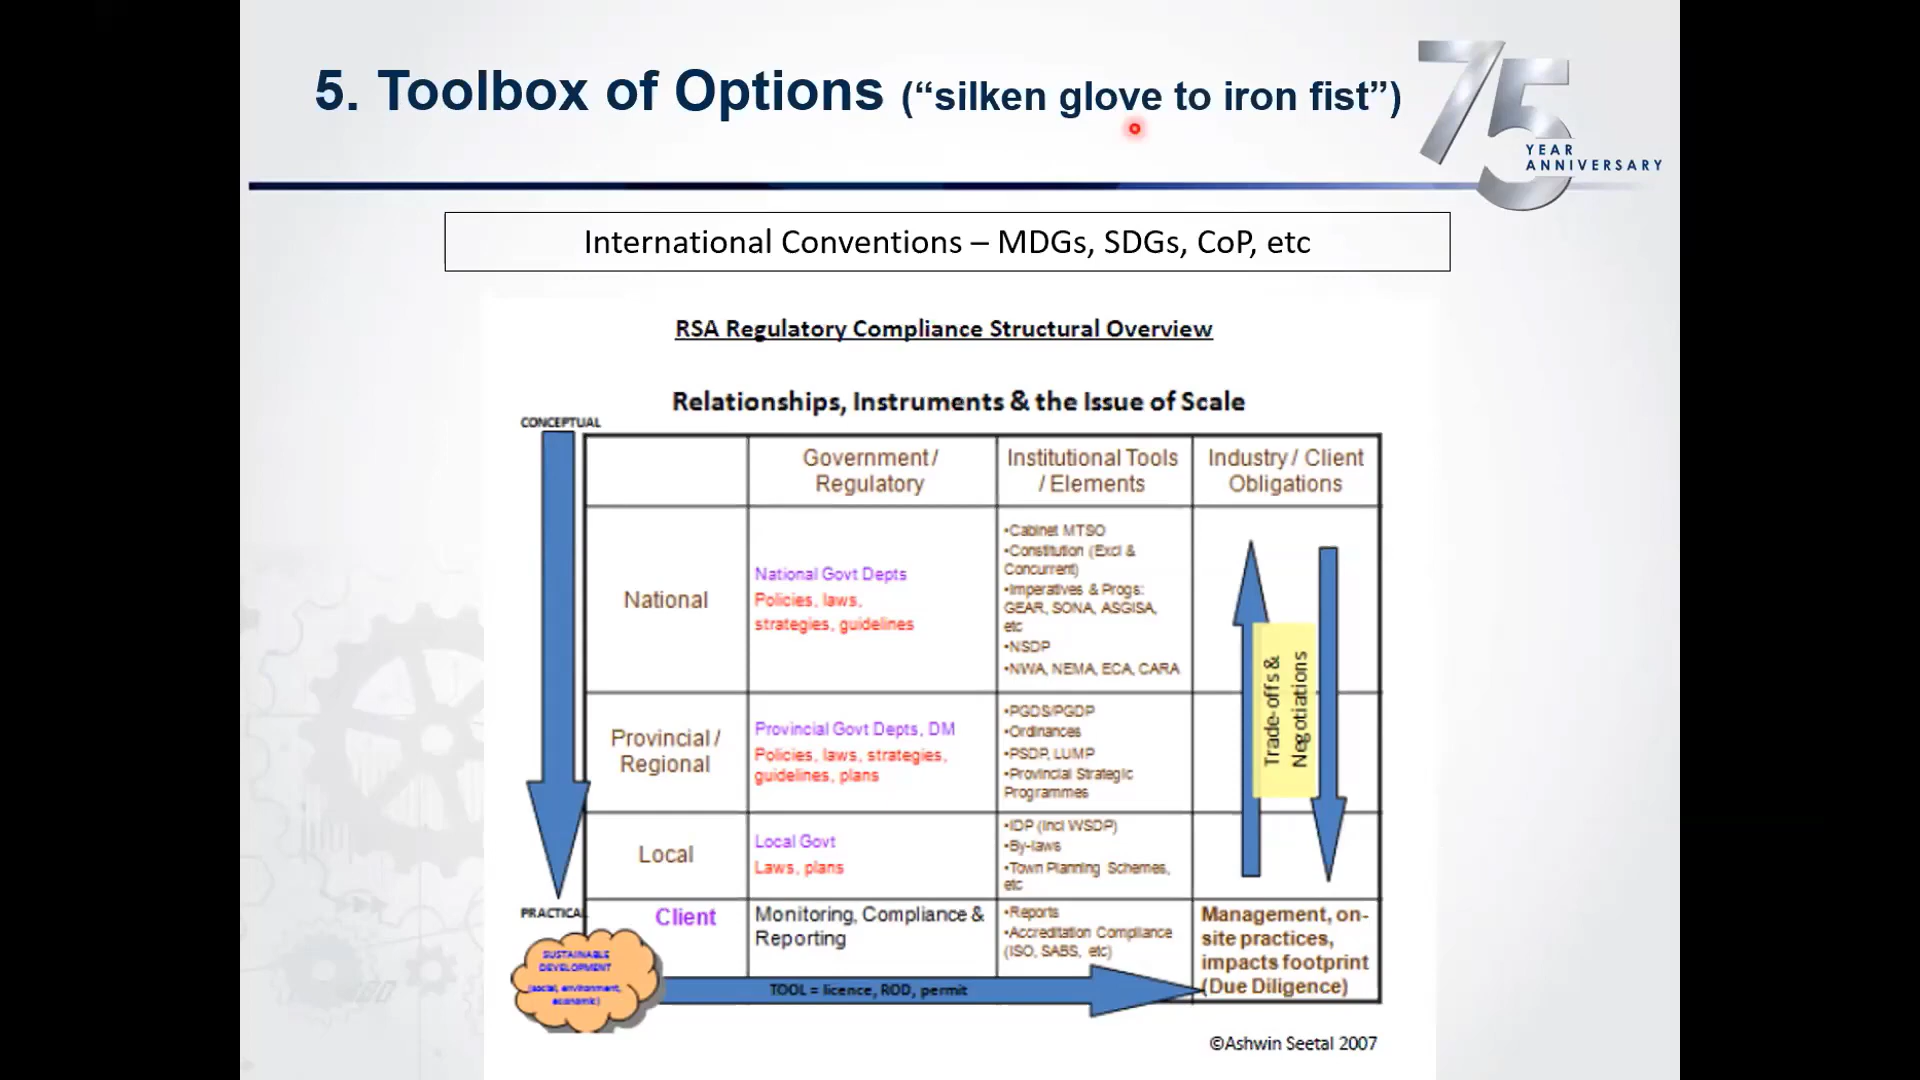 5. Toolbox of Options (“silken glove to iron fist”)
75
YEAR
ANNIVERSARY
International Conventions – MDGs, SDGs, CoP, etc
RSA Regulatory Compliance Structural Overview
Relationships, Instruments & the Issue of Scale
CONCEPTUAL
Government /
Regulatory
Institutional Tools
/ Elements
Industry / Client
Obligations
National
National Govt Depts
Policies, laws,
strategies, guidelines
•Cabinet MTSO
•Constitution (Excl &
Concurrent)
•Imperatives & Progs:
GEAR, SONA, ASGISA,
etc
•NSDP
•NWA, NEMA, ECA, CARA
Trade-offs &
Negotiations
Provincial /
Regional
Provincial Govt Depts, DM
Policies, laws, strategies,
guidelines, plans
•PGDS/PGDP
•Ordinances
•PSDP, LUMP
•Provincial Strategic
Programmes
Local
Local Govt
Laws, plans
•IDP (Incl WSDP)
•By-laws
•Town Planning Schemes,
etc
PRACTICAL
Client
Monitoring, Compliance &
Reporting
•Reports
•Accreditation Compliance
(ISO, SABS, etc)
Management, on-
site practices,
impacts footprint
(Due Diligence)
SUSTAINABLE
DEVELOPMENT
(social, environment,
economic)
TOOL = licence, ROD, permit
©Ashwin Seetal 2007